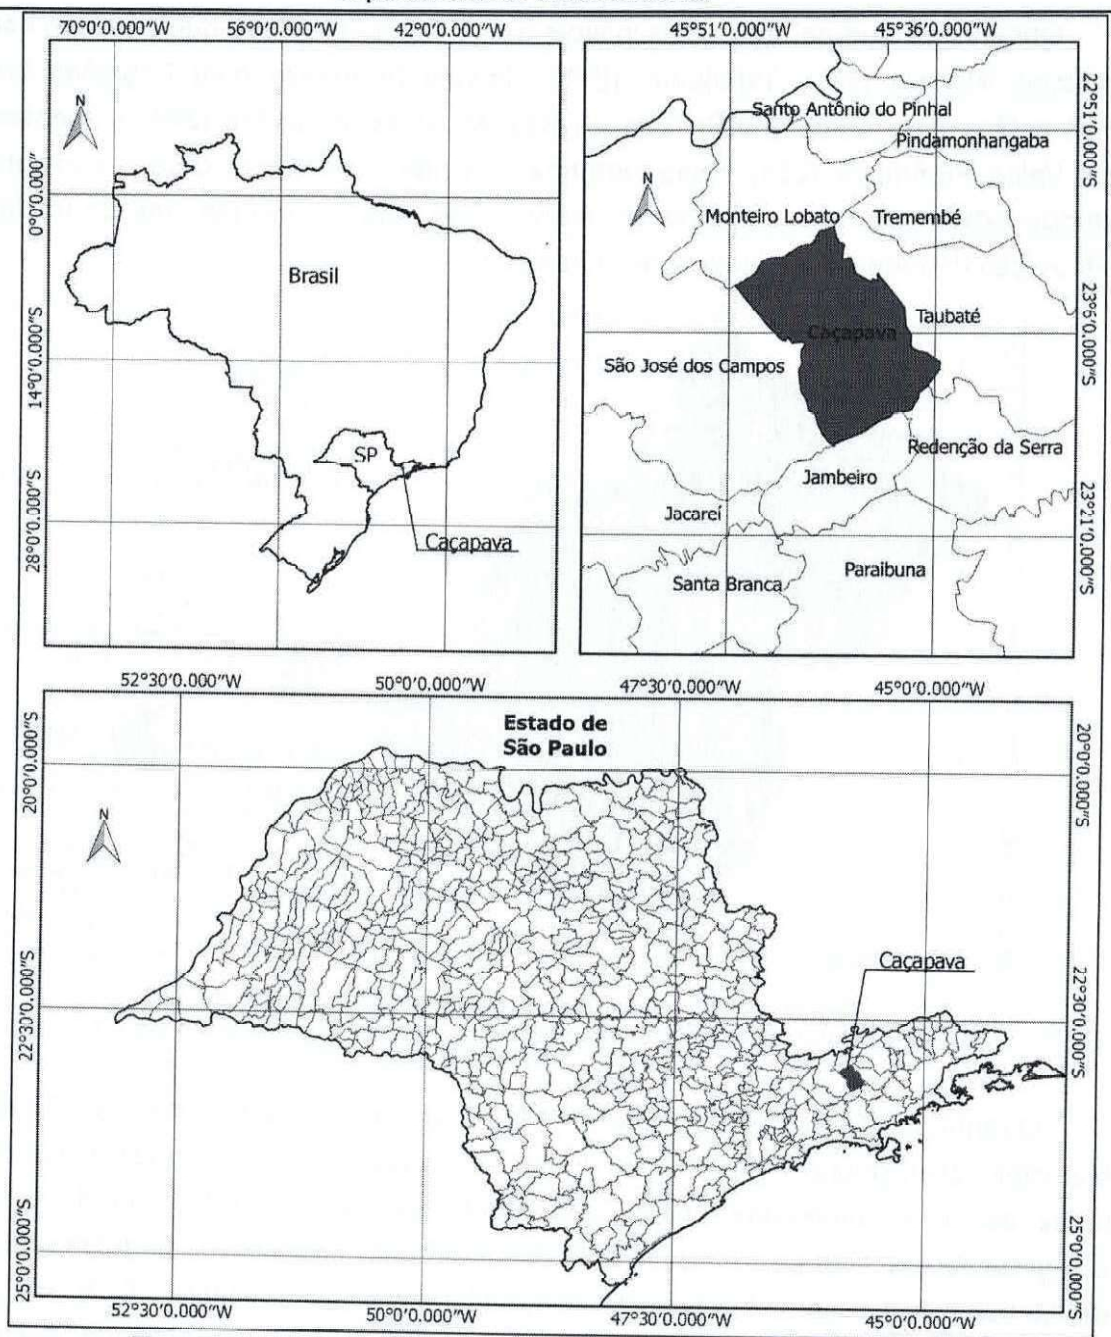 70°0'0.000"W 56°0'0.000"W 42°0'0.000"W
N
0°0'0.000"
14°0'0.000"S
28°0'0.000"S
Brasil
SP
Caçapava
45°51'0.000"W 45°36'0.000"W
22°51'0.000"S
23°6'0.000"S
23°21'0.000"S
N
Santo Antônio do Pinhal
Pindamonhangaba
Monteiro Lobato
Tremembé
Taubaté
Caçapava
São José dos Campos
Redenção da Serra
Jambeiro
Jacareí
Paraibuna
Santa Branca
52°30'0.000"W 50°0'0.000"W 47°30'0.000"W 45°0'0.000"W
Estado de
São Paulo
N
20°0'0.000"S
22°30'0.000"S
25°0'0.000"S
20°0'0.000"S
22°30'0.000"S
25°0'0.000"S
Caçapava
52°30'0.000"W 50°0'0.000"W 47°30'0.000"W 45°0'0.000"W